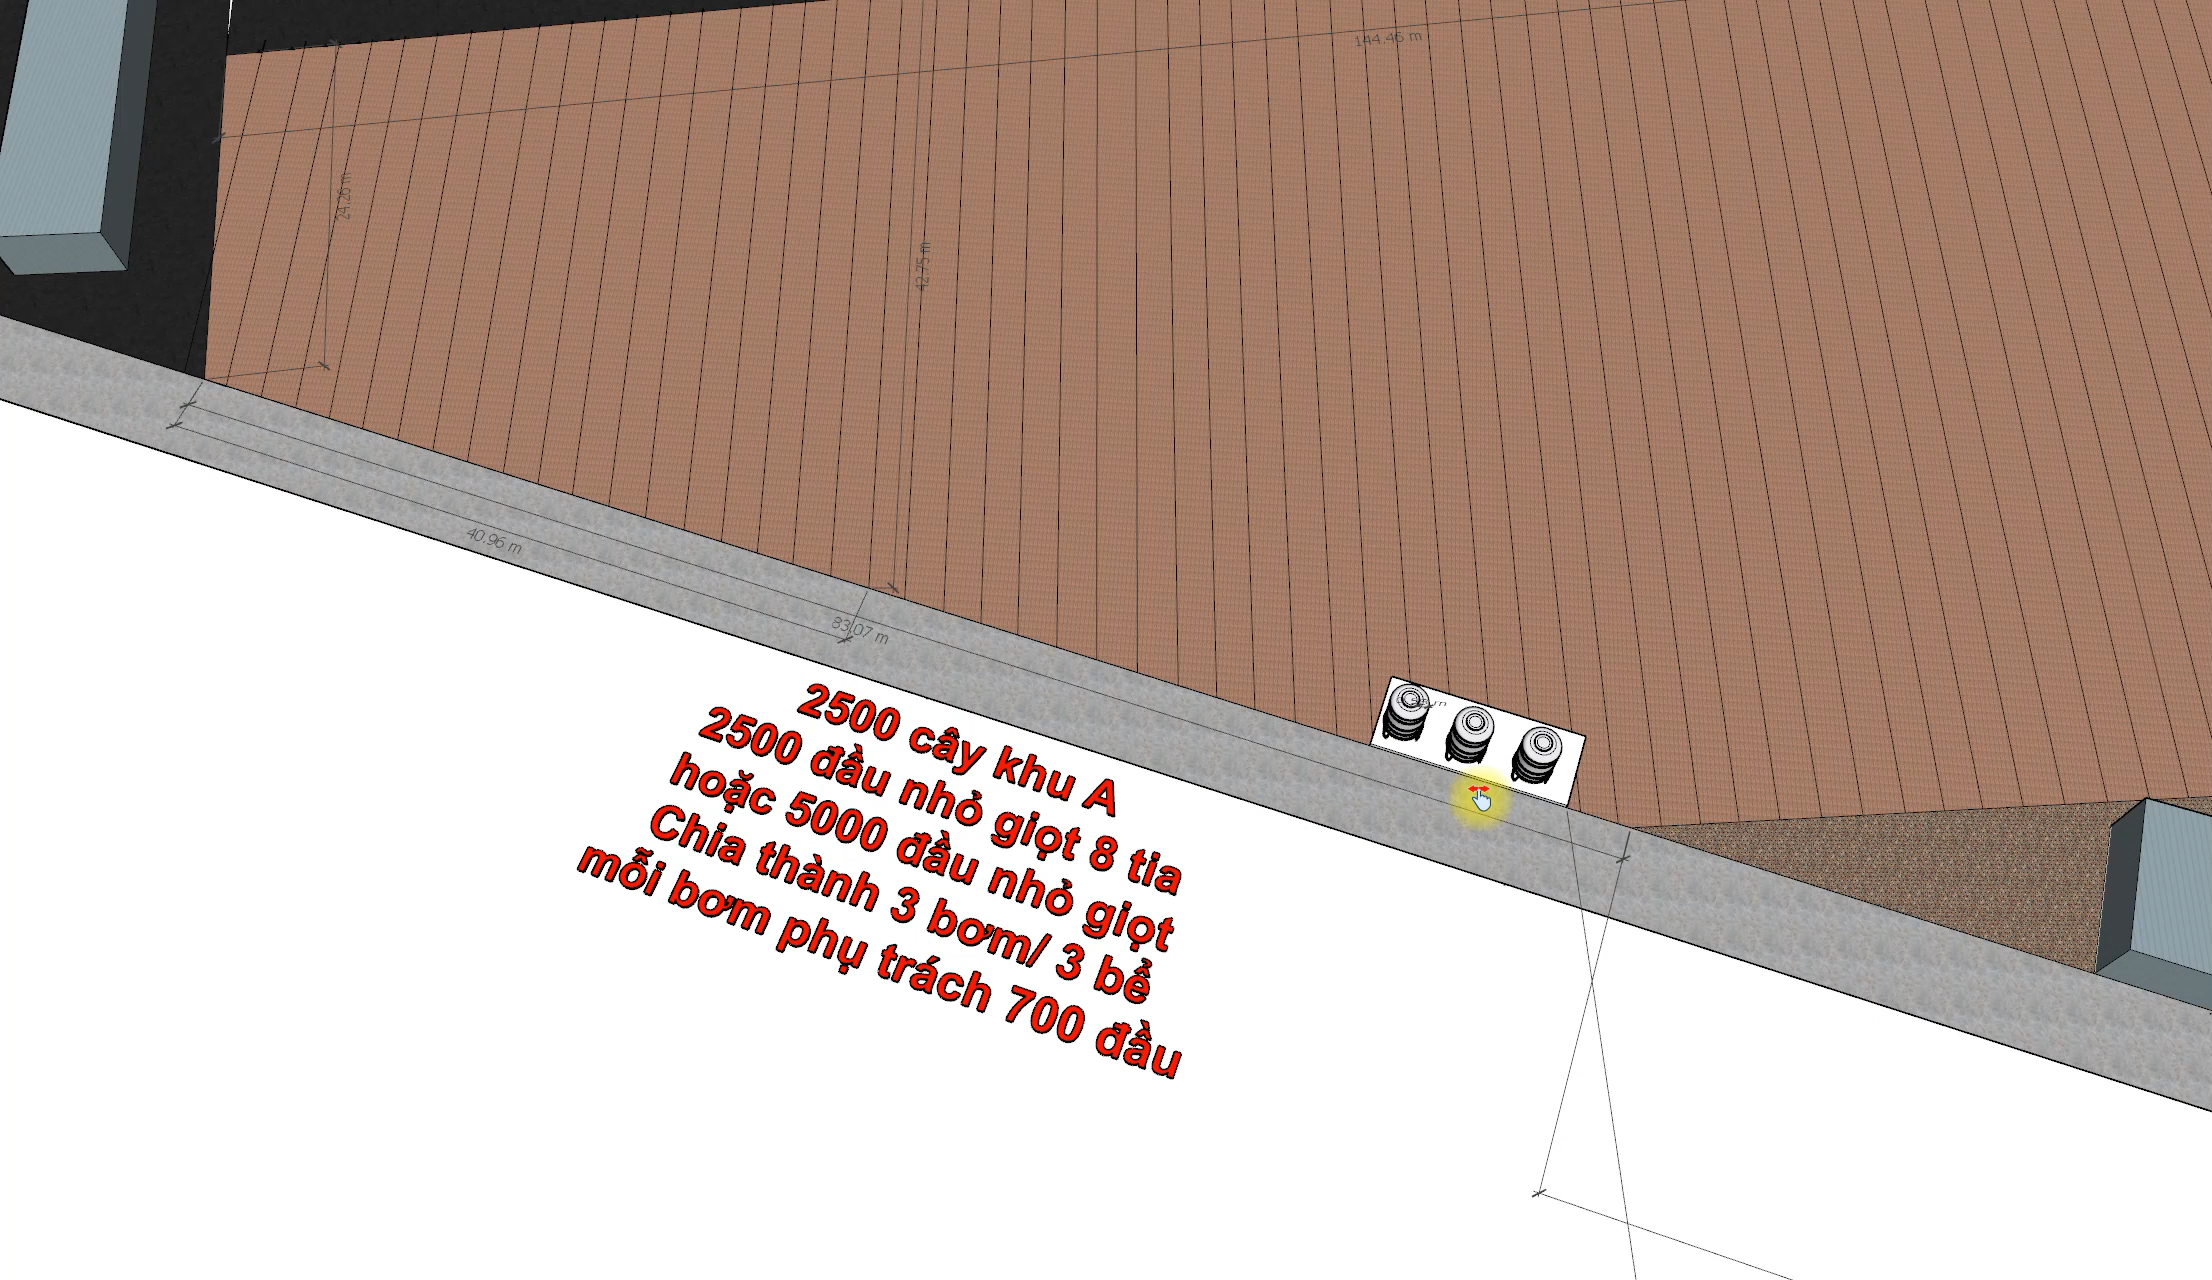 144.46 m
24.26 m
42.75 m
40.96 m
83.07 m
2500 cây khu A
2500 đầu nhỏ giọt 8 tia
hoặc 5000 đầu nhỏ giọt
Chia thành 3 bơm/ 3 bể
mỗi bơm phụ trách 700 đầu